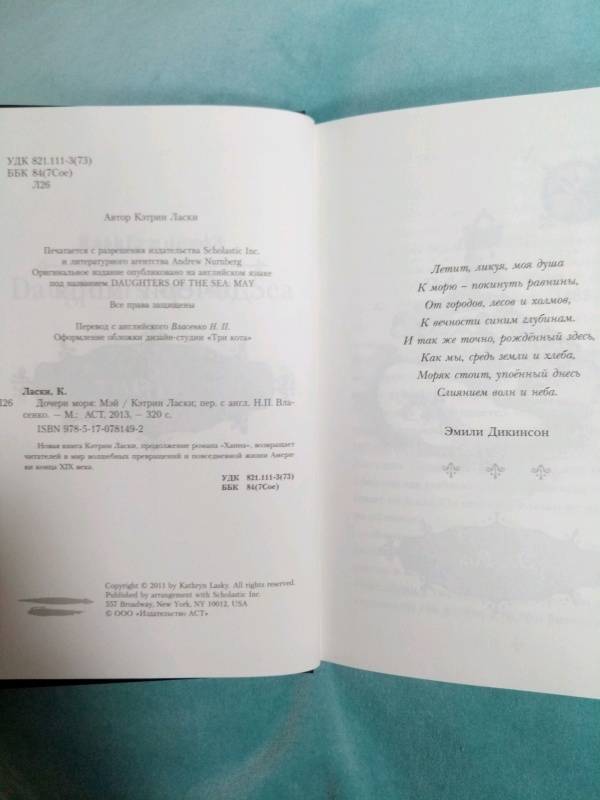 УДК 821.111-3(73)
ББК 84(7Сое)
Л26
Автор Кэтрин Ласки
Печатается с разрешения издательства Scholastic Inc.
и литературного агентства Andrew Nurnberg.
Оригинальное издание опубликовано на английском языке
под названием DAUGHTERS OF THE SEA: MAY
Все права защищены
Перевод с английского Власенко Н. П.
Оформление обложки дизайн-студии «Три кота»
Ласки, К.
Л26 Дочери моря: Мэй / Кэтрин Ласки; пер. с англ. Н.П. Вла-
сенко. – М.: АСТ, 2013. – 320 с.
ISBN 978-5-17-078149-2
Новая книга Кэтрин Ласки, продолжение романа «Ханна», возвращает
читателей в мир волшебных превращений и повседневной жизни Амери-
ки конца XIX века.
УДК 821.111-3(73)
ББК 84(7Сое)
Copyright © 2011 by Kathryn Lasky. All rights reserved.
Published by arrangement with Scholastic Inc.
557 Broadway, New York, NY 10012, USA
© ООО «Издательство АСТ»
Летит, ликуя, моя душа
К морю – покинуть равнины,
От городов, лесов и холмов,
К вечности синим глубинам.
И так же точно, рождённый здесь,
Как мы, средь земли и хлеба,
Моряк стоит, упоённый днесь
Слиянием волн и неба.
Эмили Дикинсон